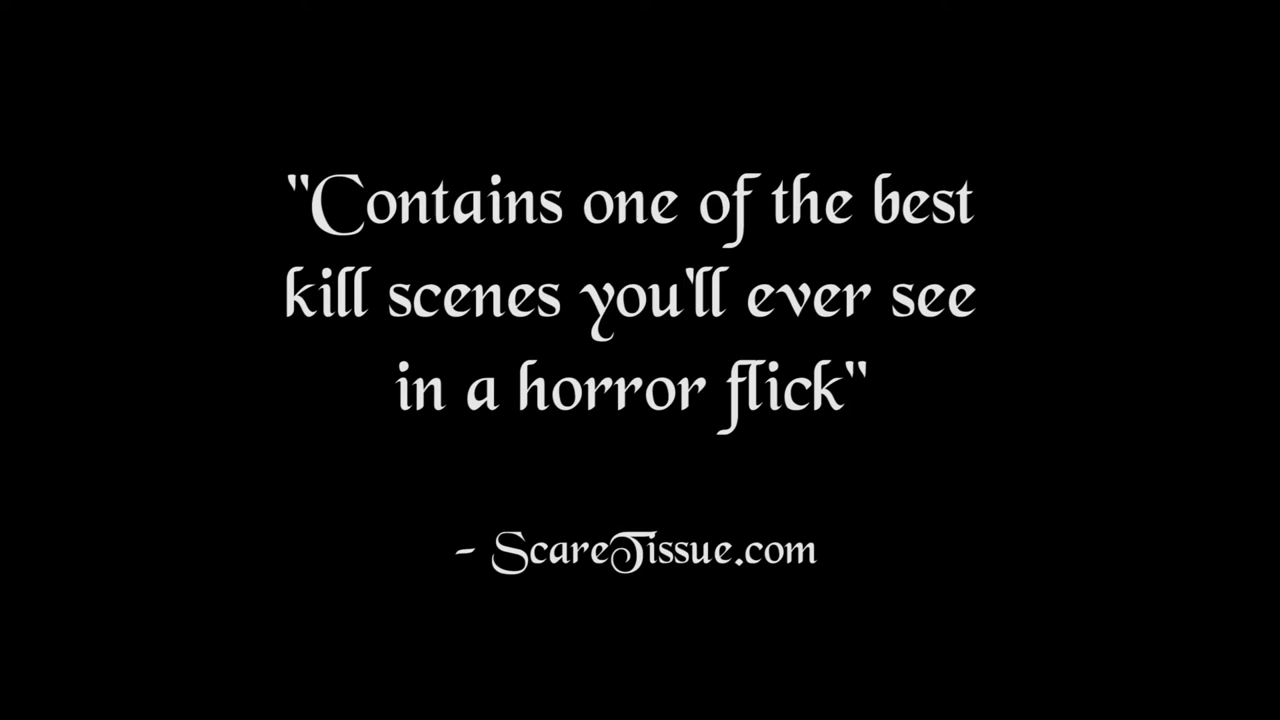 "Contains one of the best
kill scenes you'll ever see
in a horror flick"
- ScareTissue.com